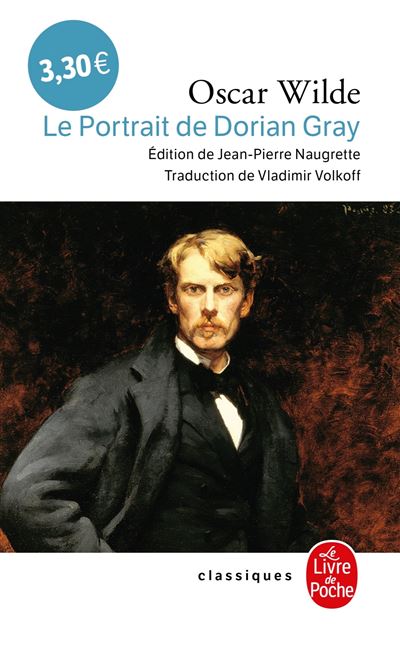 3,30€
Oscar Wilde
Le Portrait de Dorian Gray
Édition de Jean-Pierre Naugrette
Traduction de Vladimir Volkoff
classiques
Le
Livre
de
Poche